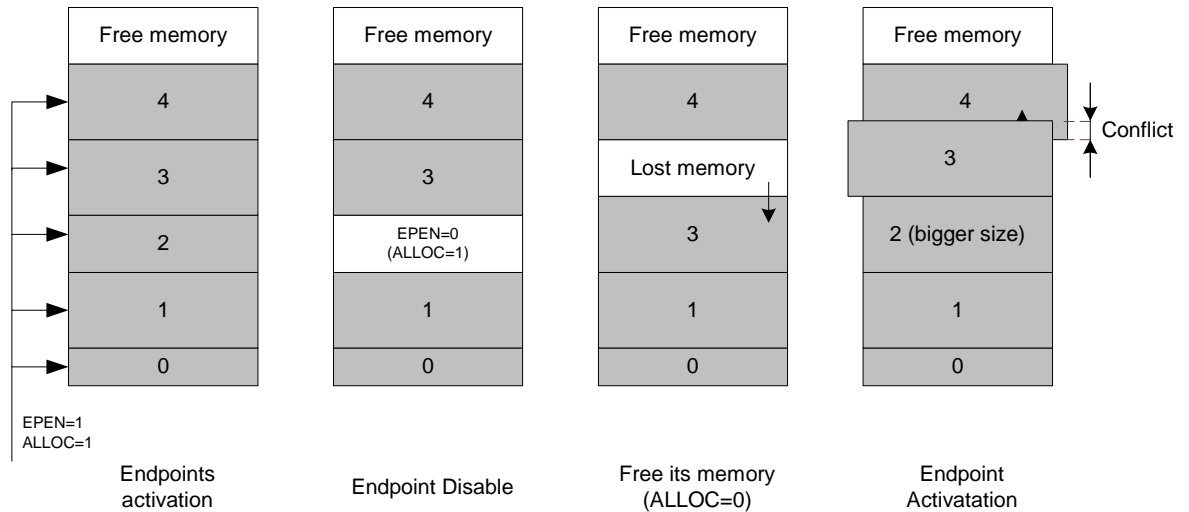 Free memory
4
3
2
1
0
EPEN=1
ALLOC=1
Endpoints
activation
Free memory
4
3
EPEN=0
(ALLOC=1)
1
0
Endpoint Disable
Free memory
4
Lost memory
3
1
0
Free its memory
(ALLOC=0)
Free memory
4
Conflict
3
2 (bigger size)
1
0
Endpoint
Activatation